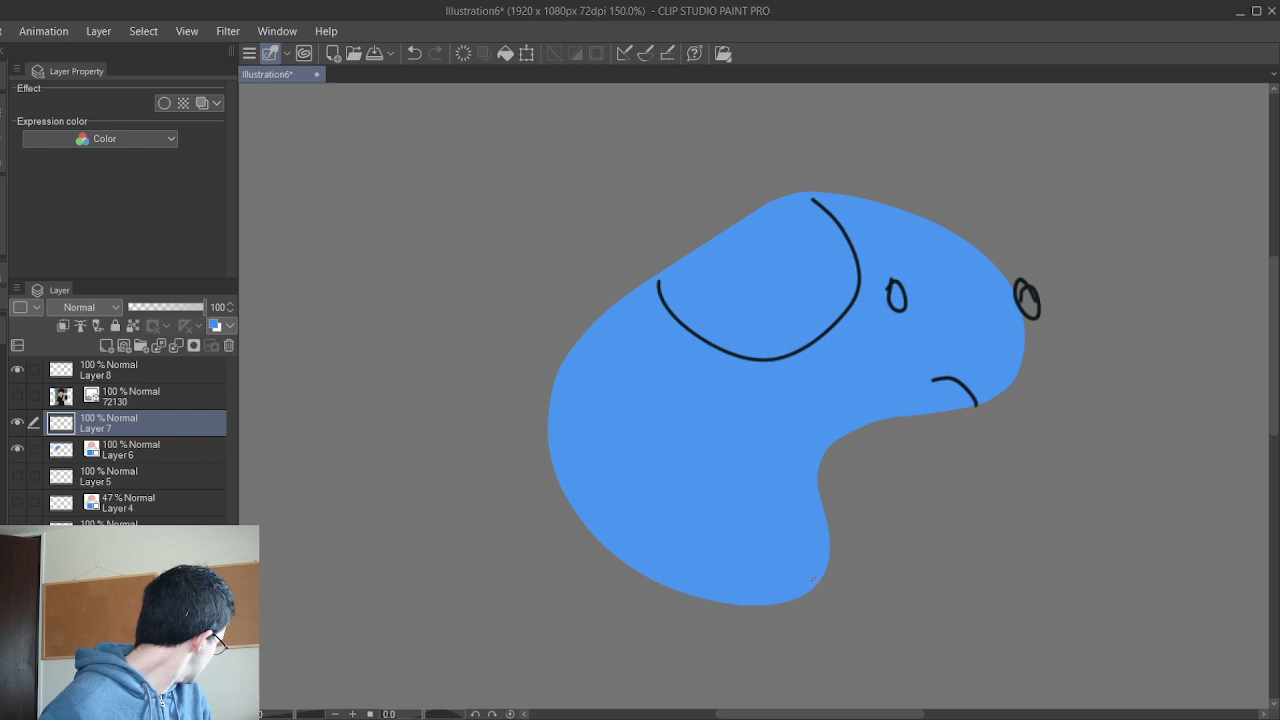 Illustration6* (1920 x 1080px 72dpi 150.0%) - CLIP STUDIO PAINT PRO
Animation Layer Select View Filter Window Help
Layer Property
Illustration6*
Effect
Expression color
Color
Layer
Normal 100
100 % Normal
Layer 8
100 % Normal
72130
100 % Normal
Layer 7
100 % Normal
Layer 6
100 % Normal
Layer 5
47 % Normal
Layer 4
100 % Normal
0.0